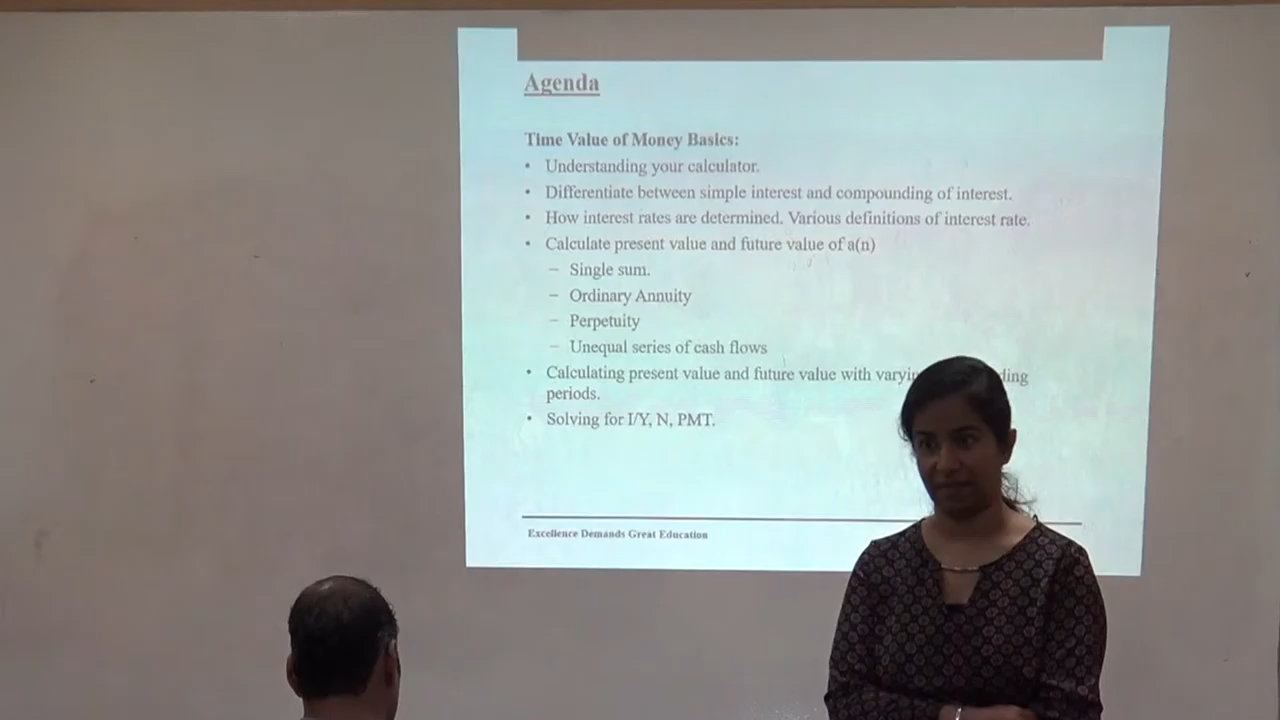 Agenda
Time Value of Money Basics:
• Understanding your calculator.
• Differentiate between simple interest and compounding of interest.
• How interest rates are determined. Various definitions of interest rate.
• Calculate present value and future value of a(n)
– Single sum.
– Ordinary Annuity
– Perpetuity
– Unequal series of cash flows
• Calculating present value and future value with
periods.
• Solving for I/Y, N, PMT.
Excellence Demands Great Education